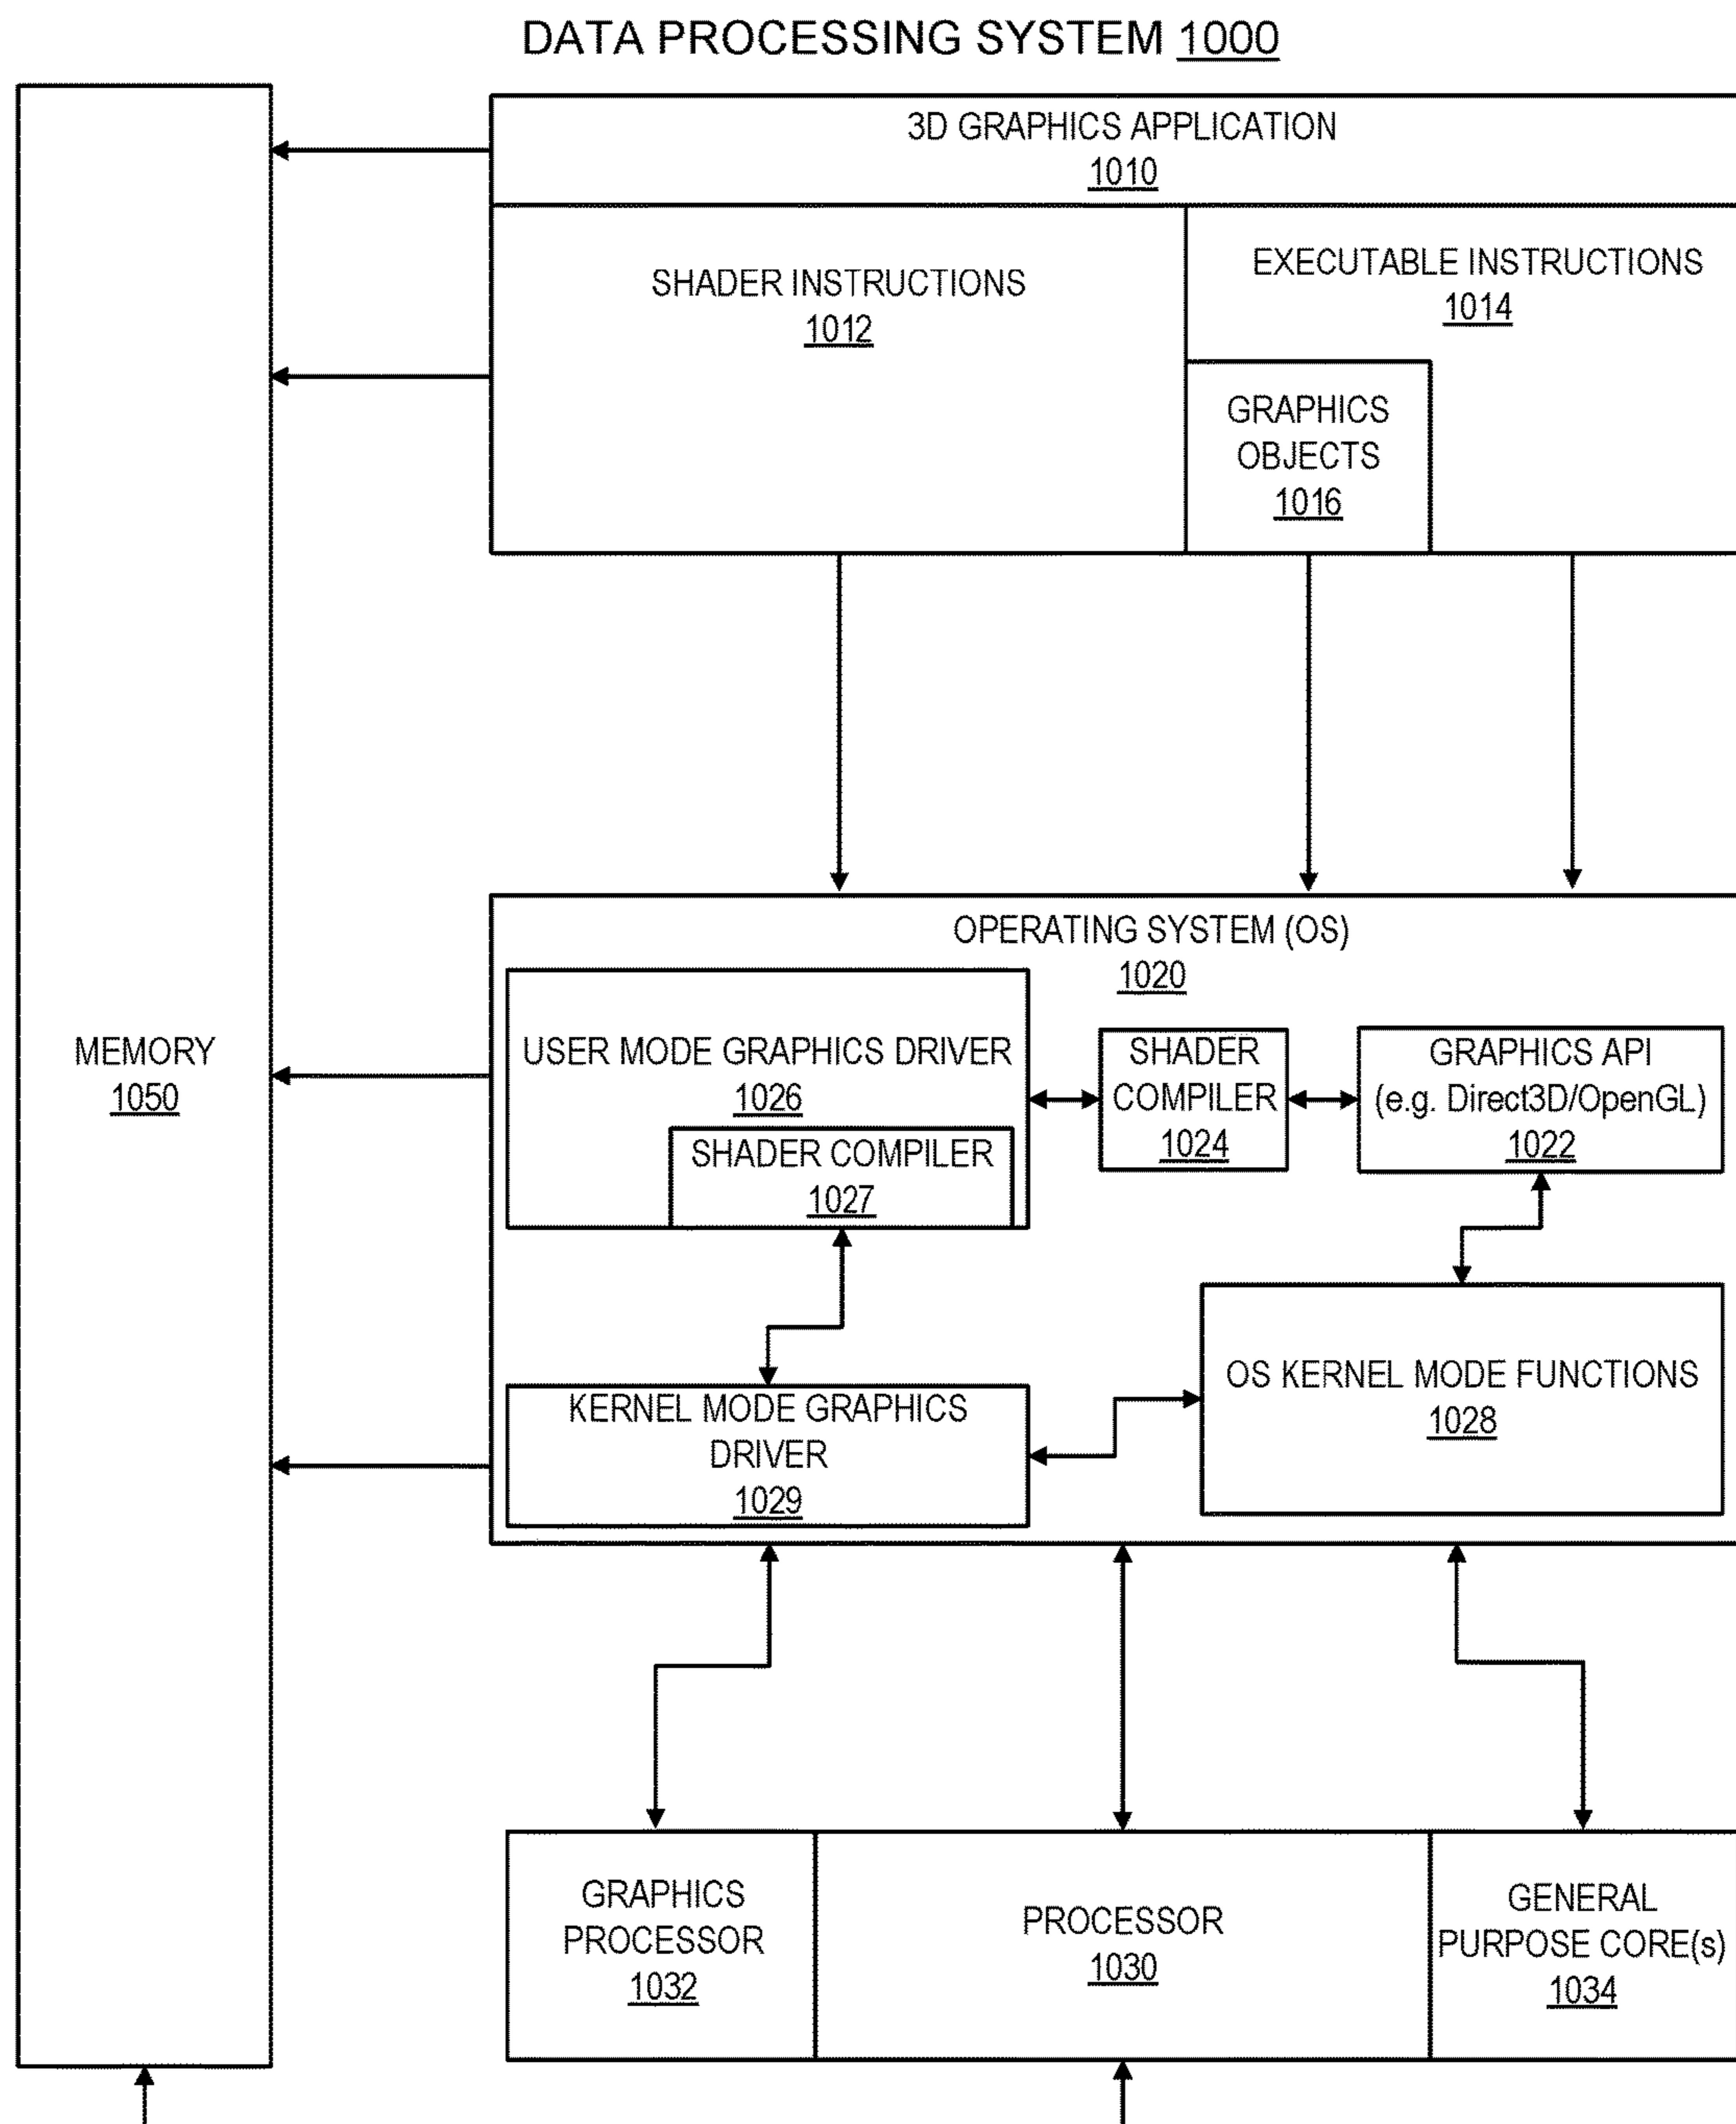 DATA PROCESSING SYSTEM 1000
3D GRAPHICS APPLICATION
1010
SHADER INSTRUCTIONS
1012
EXECUTABLE INSTRUCTIONS
1014
GRAPHICS
OBJECTS
1016
MEMORY
1050
OPERATING SYSTEM (OS)
1020
USER MODE GRAPHICS DRIVER
1026
SHADER COMPILER
1027
SHADER
COMPILER
1024
GRAPHICS API
(e.g. Direct3D/OpenGL)
1022
KERNEL MODE GRAPHICS
DRIVER
1029
OS KERNEL MODE FUNCTIONS
1028
GRAPHICS
PROCESSOR
1032
PROCESSOR
1030
GENERAL
PURPOSE CORE(s)
1034